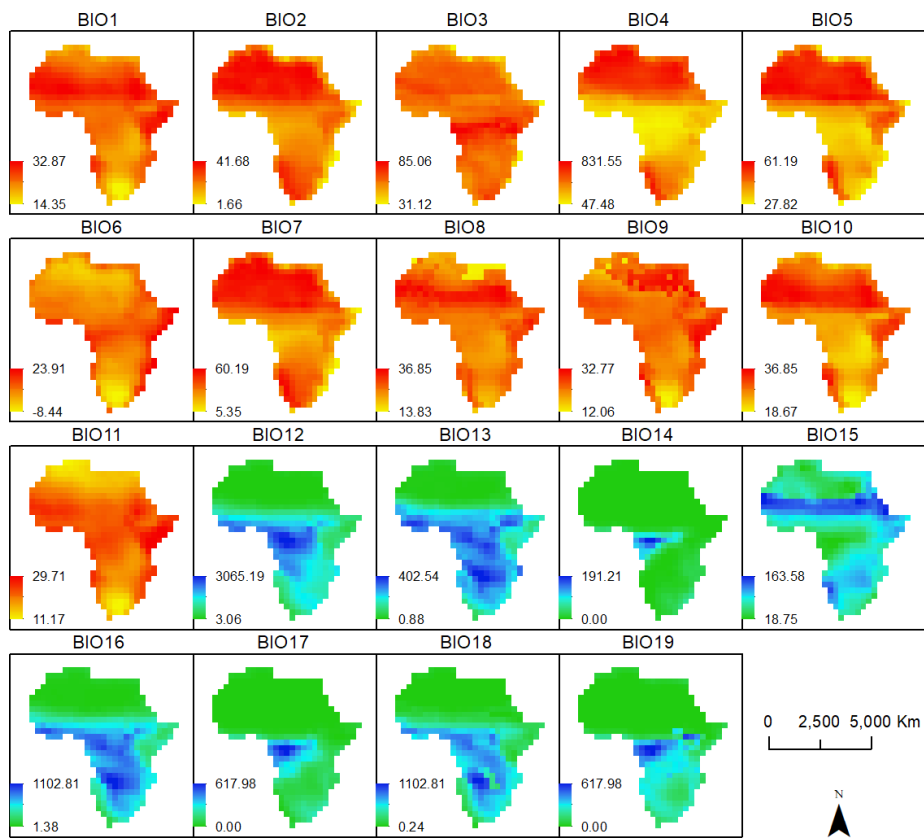 BIO1 BIO2 BIO3 BIO4 BIO5
32.87 41.68 85.06 831.55 61.19
14.35 1.66 31.12 47.48 27.82
BIO6 BIO7 BIO8 BIO9 BIO10
23.91 60.19 36.85 32.77 36.85
-8.44 5.35 13.83 12.06 18.67
BIO11 BIO12 BIO13 BIO14 BIO15
29.71 3065.19 402.54 191.21 163.58
11.17 3.06 0.88 0.00 18.75
BIO16 BIO17 BIO18 BIO19
0 2,500 5,000 Km
1102.81 617.98 1102.81 617.98
N
1.38 0.00 0.24 0.00